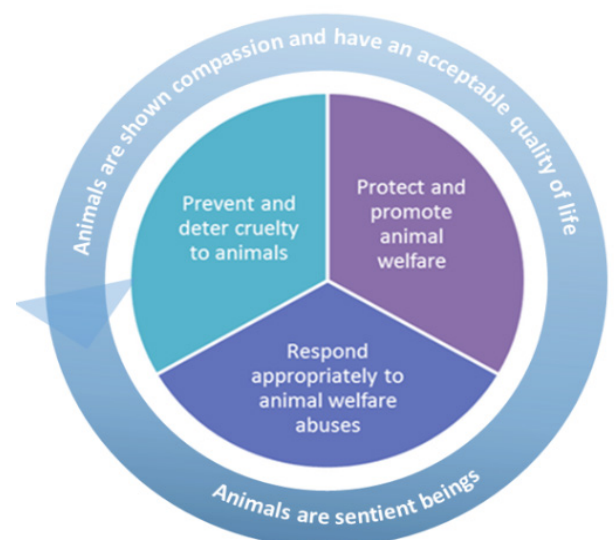 Animals are shown compassion and have an acceptable quality of life
Prevent and
deter cruelty
to animals
Protect and
promote
animal
welfare
Respond
appropriately to
animal welfare
abuses
Animals are sentient beings